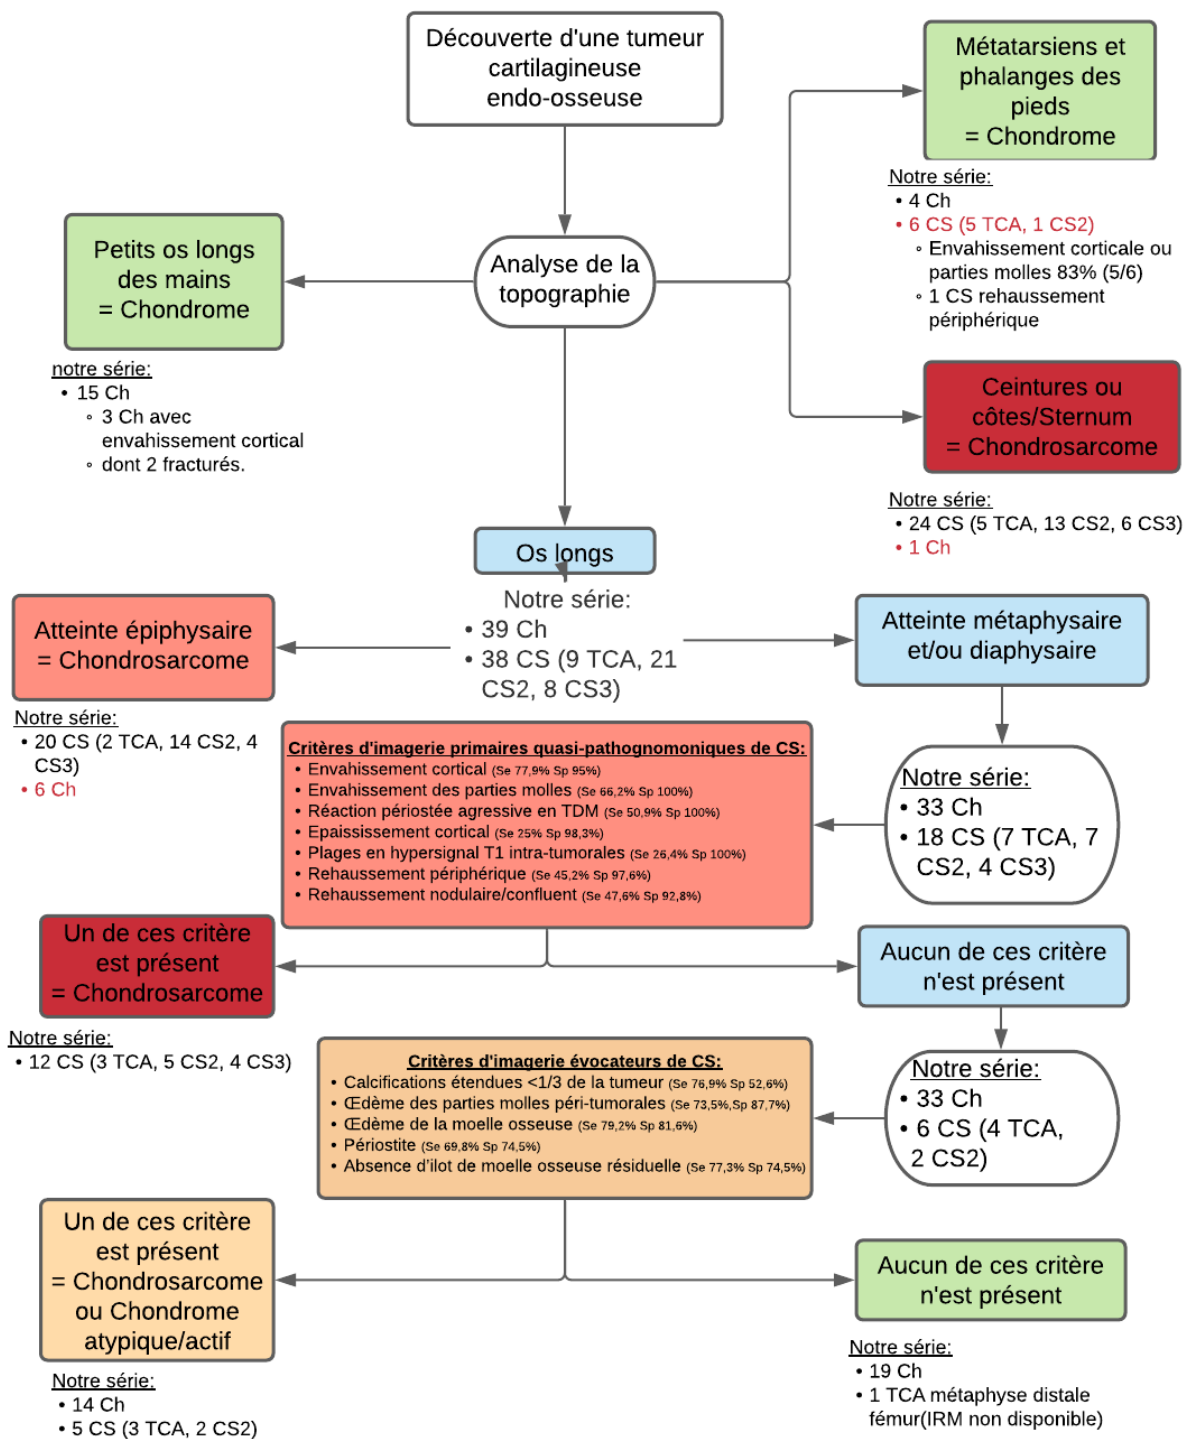 Découverte d'une tumeur
cartilagineuse
endo-osseuse
Métatarsiens et
phalanges des
pieds
= Chondrome
Notre série:
• 4 Ch
• 6 CS (5 TCA, 1 CS2)
◦ Envahissement corticale ou
parties molles 83% (5/6)
◦ 1 CS rehaussement
périphérique
Petits os longs
des mains
= Chondrome
Analyse de la
topographie
notre série:
• 15 Ch
◦ 3 Ch avec
envahissement cortical
◦ dont 2 fracturés.
Ceintures ou
côtes/Sternum
= Chondrosarcome
Notre série:
• 24 CS (5 TCA, 13 CS2, 6 CS3)
• 1 Ch
Os longs
Notre série:
• 39 Ch
• 38 CS (9 TCA, 21
CS2, 8 CS3)
Atteinte épiphysaire
= Chondrosarcome
Notre série:
• 20 CS (2 TCA, 14 CS2, 4
CS3)
• 6 Ch
Atteinte métaphysaire
et/ou diaphysaire
Notre série:
• 33 Ch
• 18 CS (7 TCA, 7
CS2, 4 CS3)
Critères d'imagerie primaires quasi-pathognomoniques de CS:
• Envahissement cortical (Se 77,9% Sp 95%)
• Envahissement des parties molles (Se 66,2% Sp 100%)
• Réaction périostée agressive en TDM (Se 50,9% Sp 100%)
• Epaississement cortical (Se 25% Sp 98,3%)
• Plages en hypersignal T1 intra-tumorales (Se 26,4% Sp 100%)
• Rehaussement périphérique (Se 45,2% Sp 97,6%)
• Rehaussement nodulaire/confluent (Se 47,6% Sp 92,8%)
Un de ces critère
est présent
= Chondrosarcome
Notre série:
• 12 CS (3 TCA, 5 CS2, 4 CS3)
Aucun de ces critère
n'est présent
Notre série:
• 33 Ch
• 6 CS (4 TCA,
2 CS2)
Critères d'imagerie évocateurs de CS:
• Calcifications étendues <1/3 de la tumeur (Se 76,9% Sp 52,6%)
• Œdème des parties molles péri-tumorales (Se 73,5%,Sp 87,7%)
• Œdème de la moelle osseuse (Se 79,2% Sp 81,6%)
• Périostite (Se 69,8% Sp 74,5%)
• Absence d'ilot de moelle osseuse résiduelle (Se 77,3% Sp 74,5%)
Un de ces critère
est présent
= Chondrosarcome
ou Chondrome
atypique/actif
Notre série:
• 14 Ch
• 5 CS (3 TCA, 2 CS2)
Aucun de ces critère
n'est présent
Notre série:
• 19 Ch
• 1 TCA métaphyse distale
fémur(IRM non disponible)